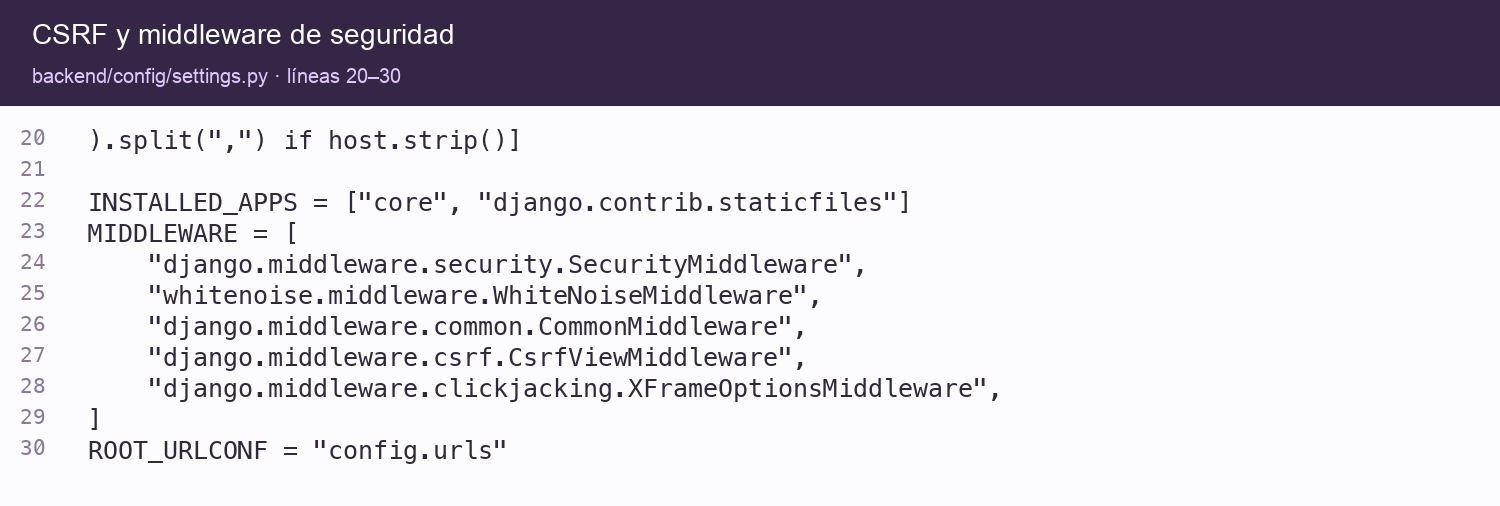 CSRF y middleware de seguridad
backend/config/settings.py · líneas 20–30
20 ).split(",") if host.strip()]
21
22 INSTALLED_APPS = ["core", "django.contrib.staticfiles"]
23 MIDDLEWARE = [
24     "django.middleware.security.SecurityMiddleware",
25     "whitenoise.middleware.WhiteNoiseMiddleware",
26     "django.middleware.common.CommonMiddleware",
27     "django.middleware.csrf.CsrfViewMiddleware",
28     "django.middleware.clickjacking.XFrameOptionsMiddleware",
29 ]
30 ROOT_URLCONF = "config.urls"